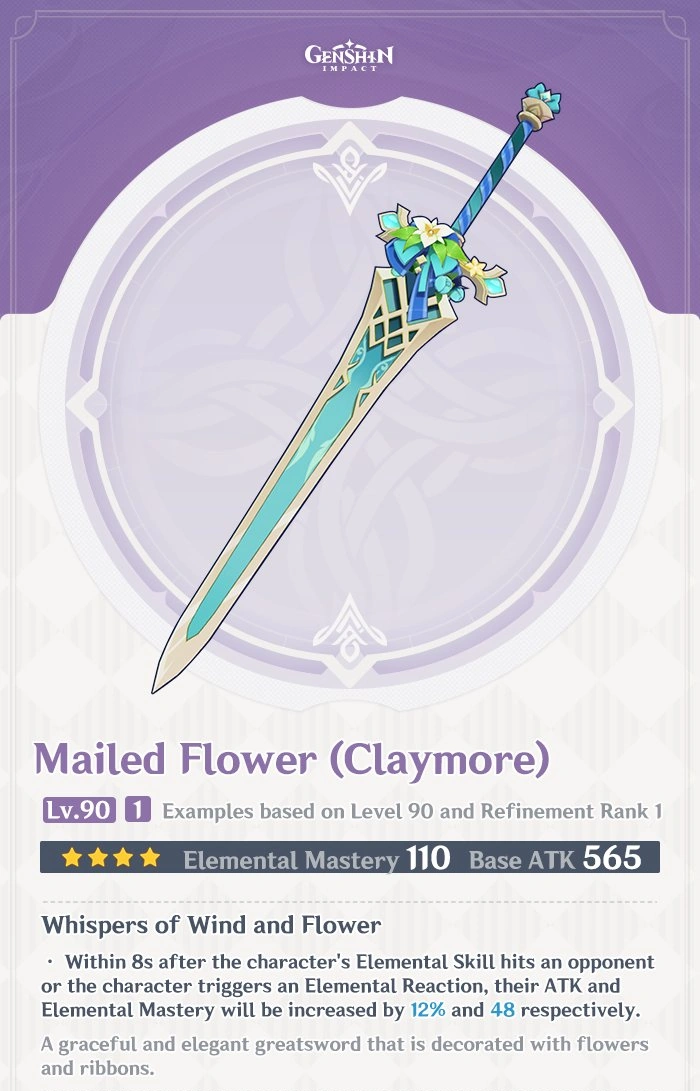 GENSHIN
IMPACT
Mailed Flower (Claymore)
Lv.90 1 Examples based on Level 90 and Refinement Rank 1
Elemental Mastery 110 Base ATK 565
Whispers of Wind and Flower
· Within 8s after the character's Elemental Skill hits an opponent
or the character triggers an Elemental Reaction, their ATK and
Elemental Mastery will be increased by 12% and 48 respectively.
A graceful and elegant greatsword that is decorated with flowers
and ribbons.